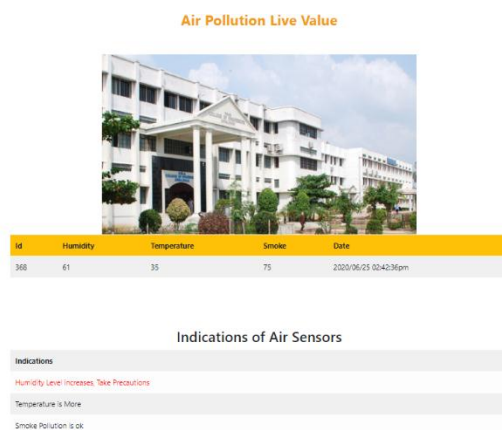 Air Pollution Live Value
Id Humidity Temperature Smoke Date
368 61 35 75 2020/06/25 02:42:36pm
Indications of Air Sensors
Indications
Humidity Level Increases, Take Precautions
Temperature is More
Smoke Pollution is ok